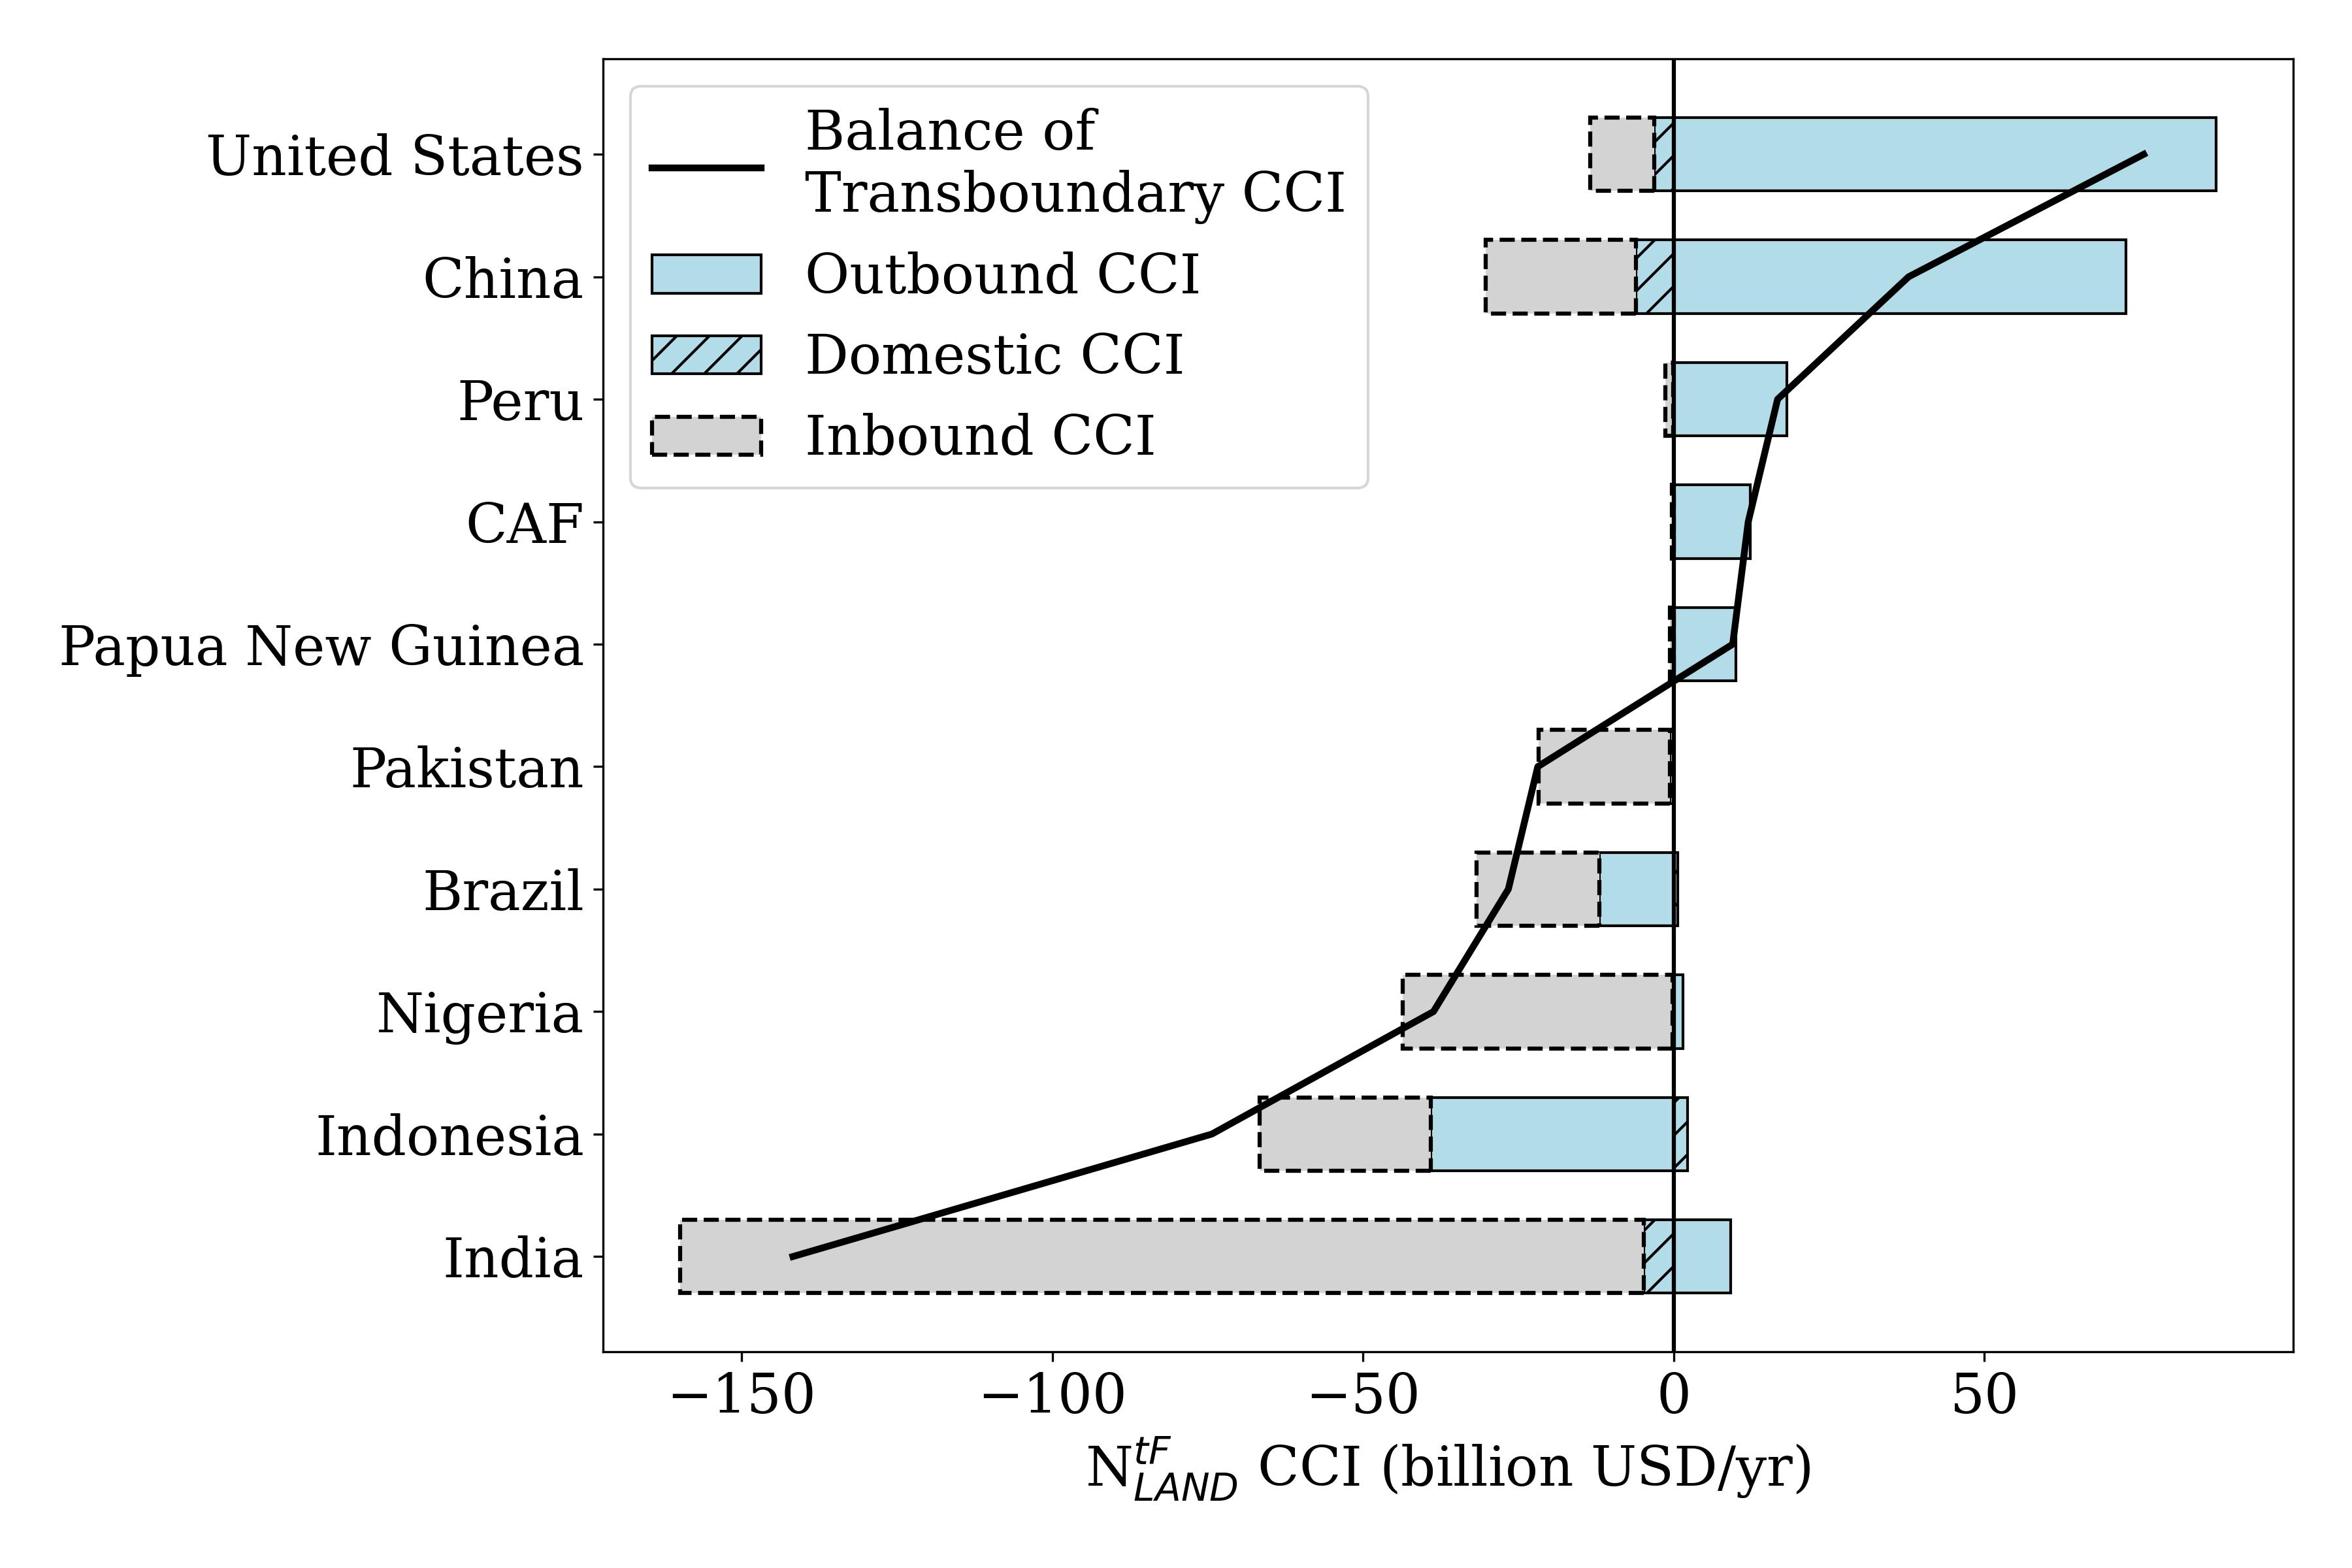 Balance of
Transboundary CCI
Outbound CCI
Domestic CCI
Inbound CCI
United States
China
Peru
CAF
Papua New Guinea
Pakistan
Brazil
Nigeria
Indonesia
India
−150 −100 −50 0 50
N^{tF}_{LAND} CCI (billion USD/yr)